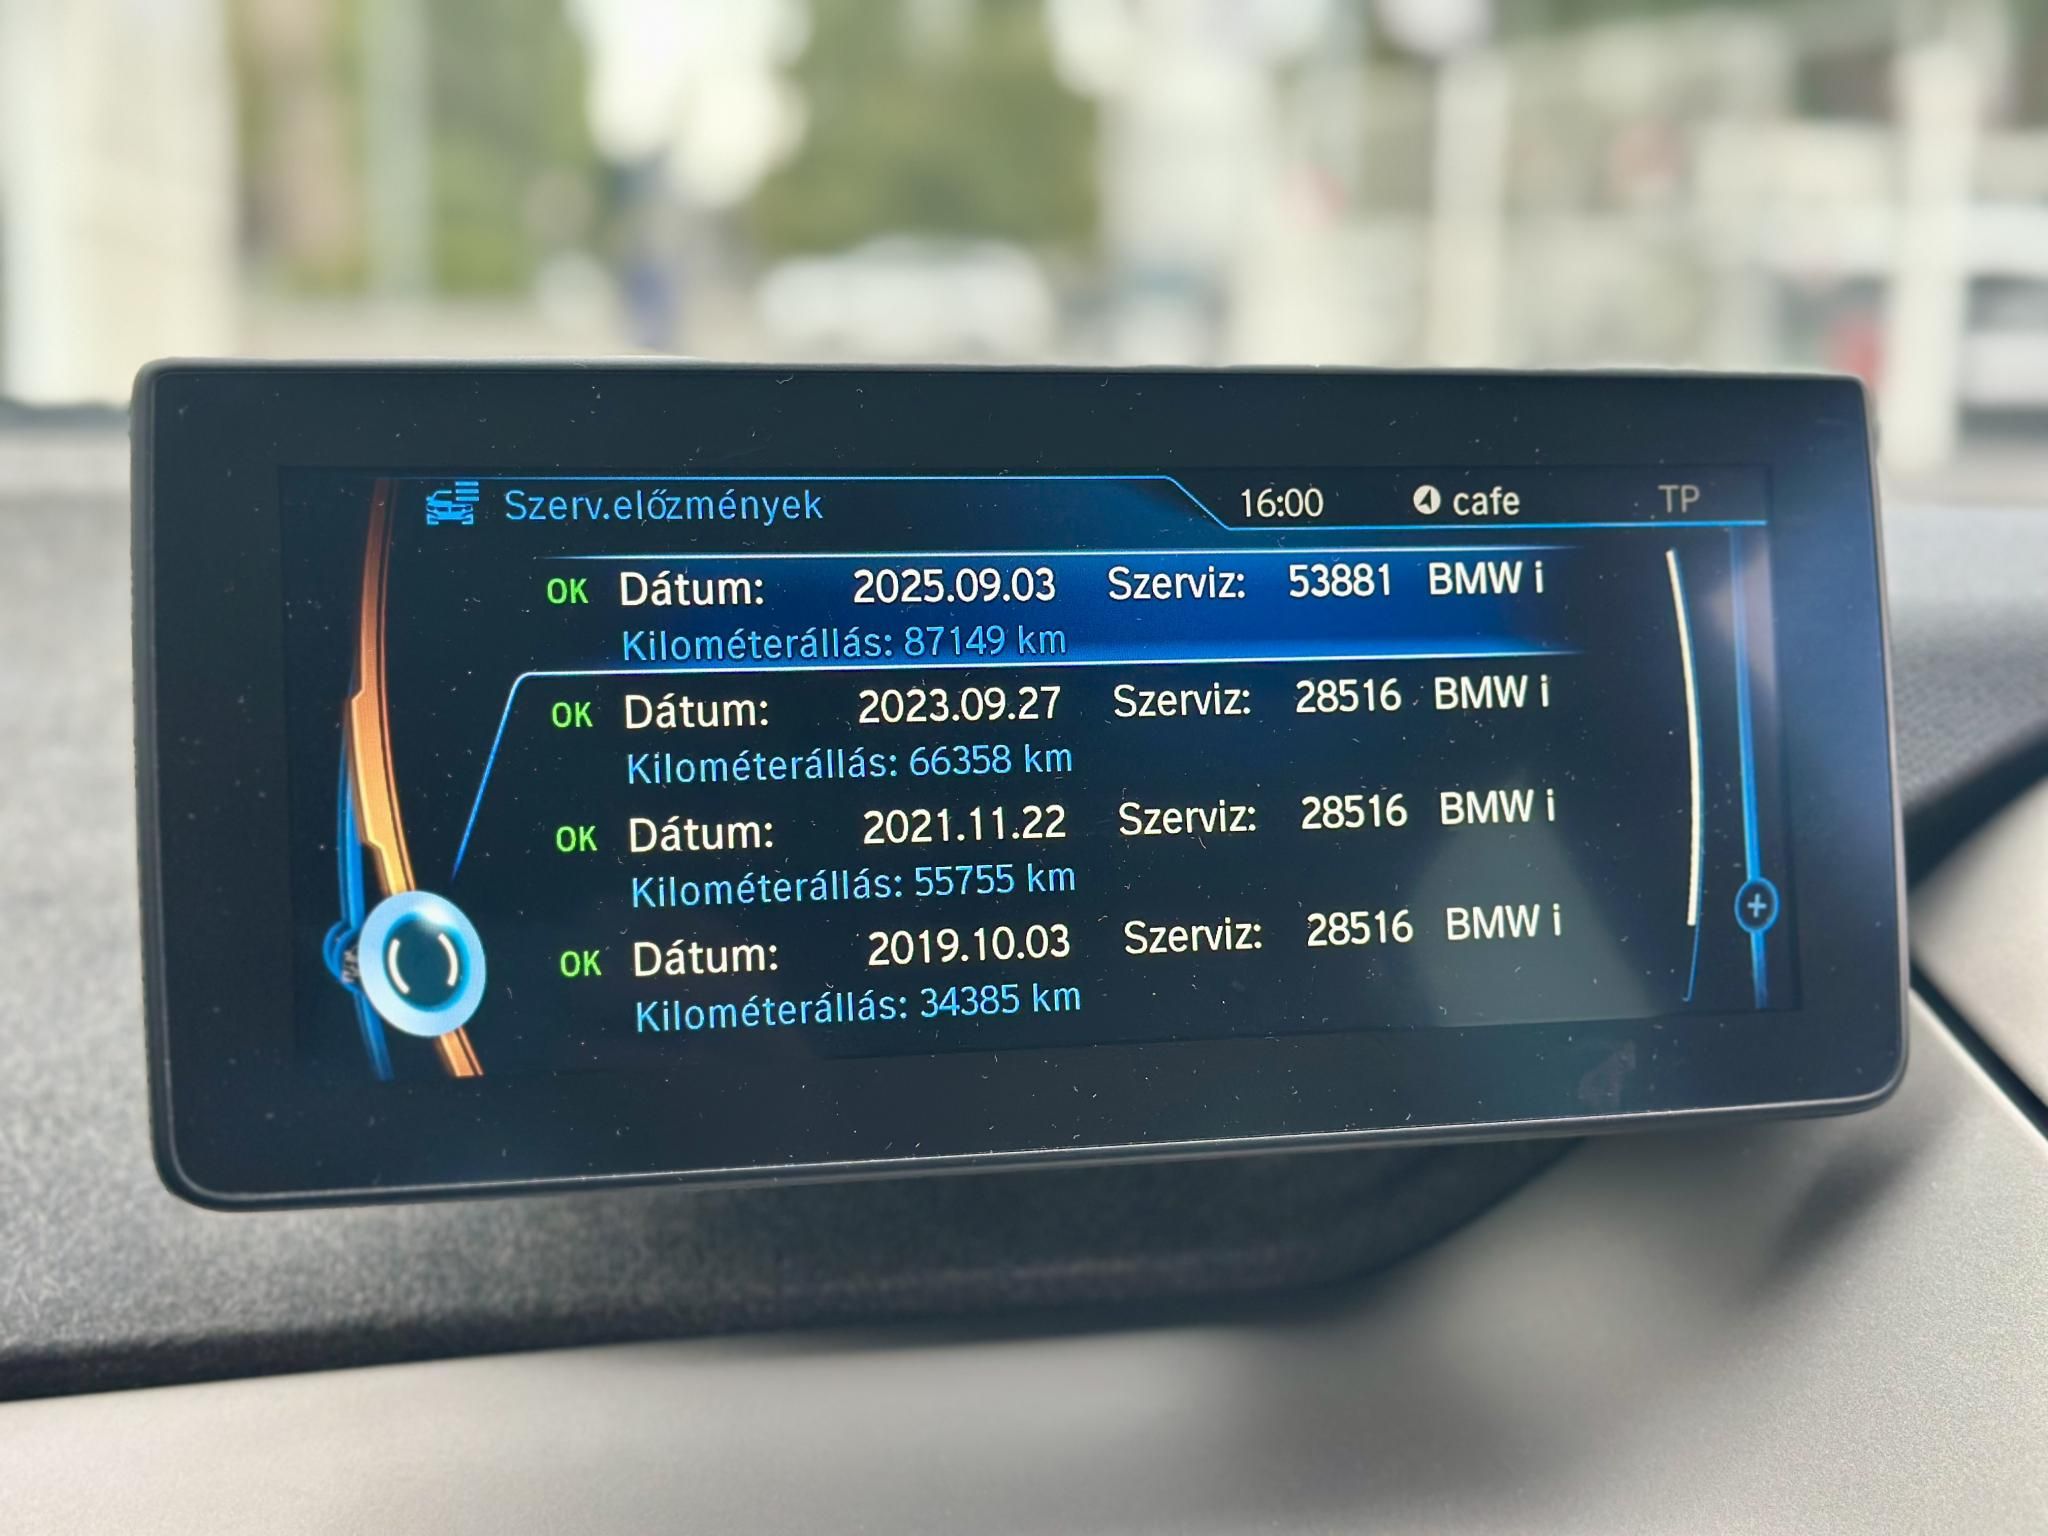 Szerv.előzmények 16:00 cafe TP
OK Dátum: 2025.09.03 Szerviz: 53881 BMW i
Kilométerállás: 87149 km
OK Dátum: 2023.09.27 Szerviz: 28516 BMW i
Kilométerállás: 66358 km
OK Dátum: 2021.11.22 Szerviz: 28516 BMW i
Kilométerállás: 55755 km
OK Dátum: 2019.10.03 Szerviz: 28516 BMW i
Kilométerállás: 34385 km